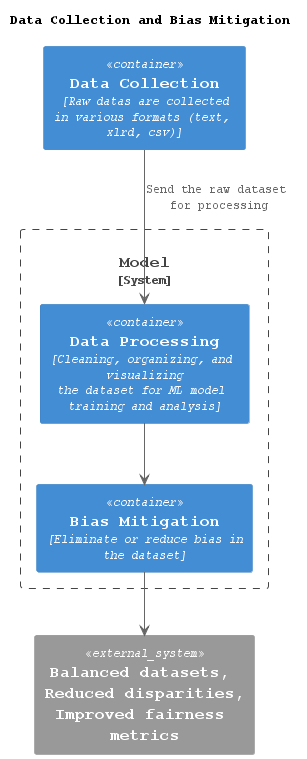 Data Collection and Bias Mitigation
«container»
Data Collection
[Raw datas are collected
in various formats (text,
xlrd, csv)]
Send the raw dataset
for processing
Model
[System]
«container»
Data Processing
[Cleaning, organizing, and
visualizing
the dataset for ML model
training and analysis]
«container»
Bias Mitigation
[Eliminate or reduce bias in
the dataset]
«external_system»
Balanced datasets,
Reduced disparities,
Improved fairness
metrics